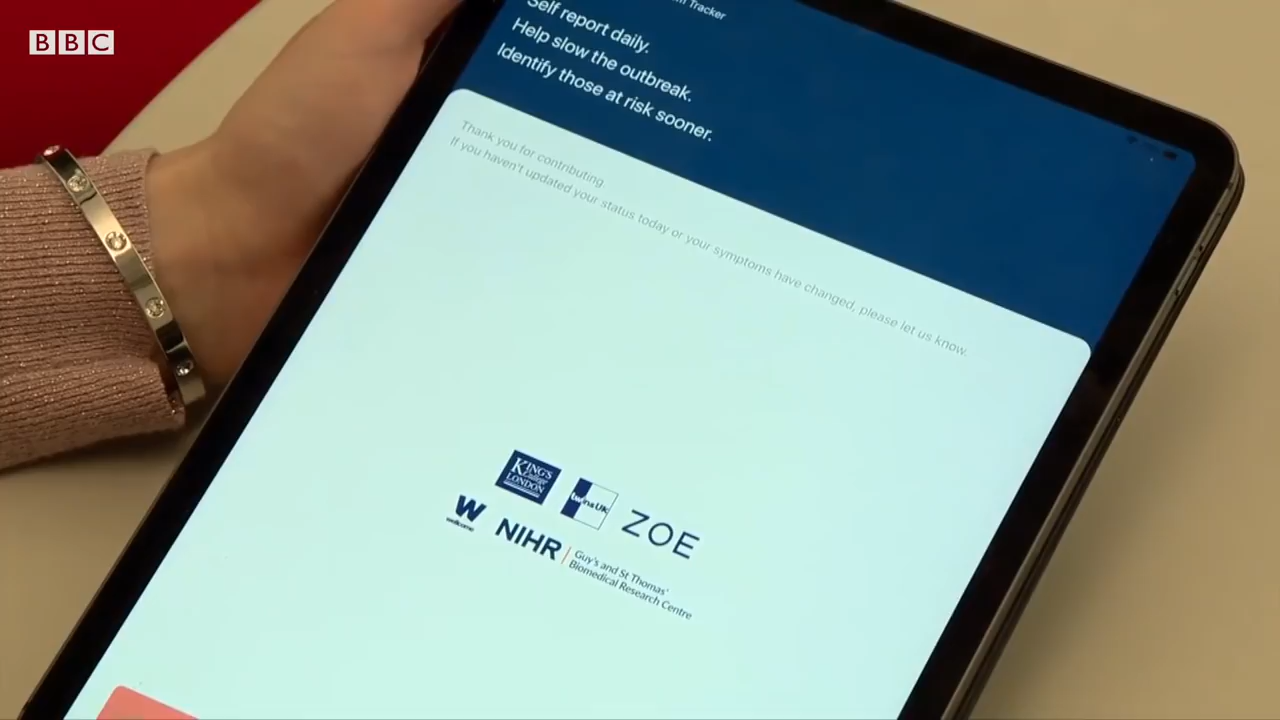 BBC
Tracker
Self report daily.
Help slow the outbreak.
Identify those at risk sooner.
Thank you for contributing
If you haven't updated your status today or your symptoms have changed, please let us know.
KING'S
College
LONDON
twinsUK
ZOE
W
wellcome
NIHR
Guy's and St Thomas'
Biomedical Research Centre